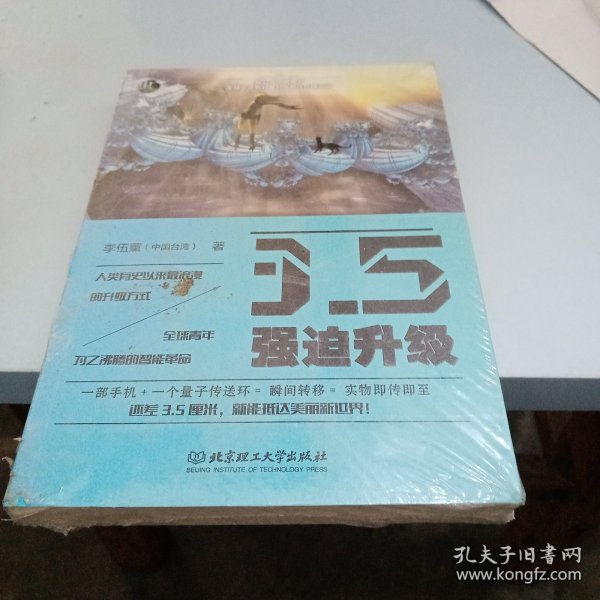 李伍薰（中国台湾） 著
3.5
强迫升级
人类有史以来最浪漫
的升级方式
全球青年
为之沸腾的智能革命
一部手机 + 一个量子传送环 = 瞬间转移 = 实物即传即至
还差 3.5 厘米，就能抵达美丽新世界！
北京理工大学出版社
BEIJING INSTITUTE OF TECHNOLOGY PRESS
孔夫子旧书网
www.kongfz.com